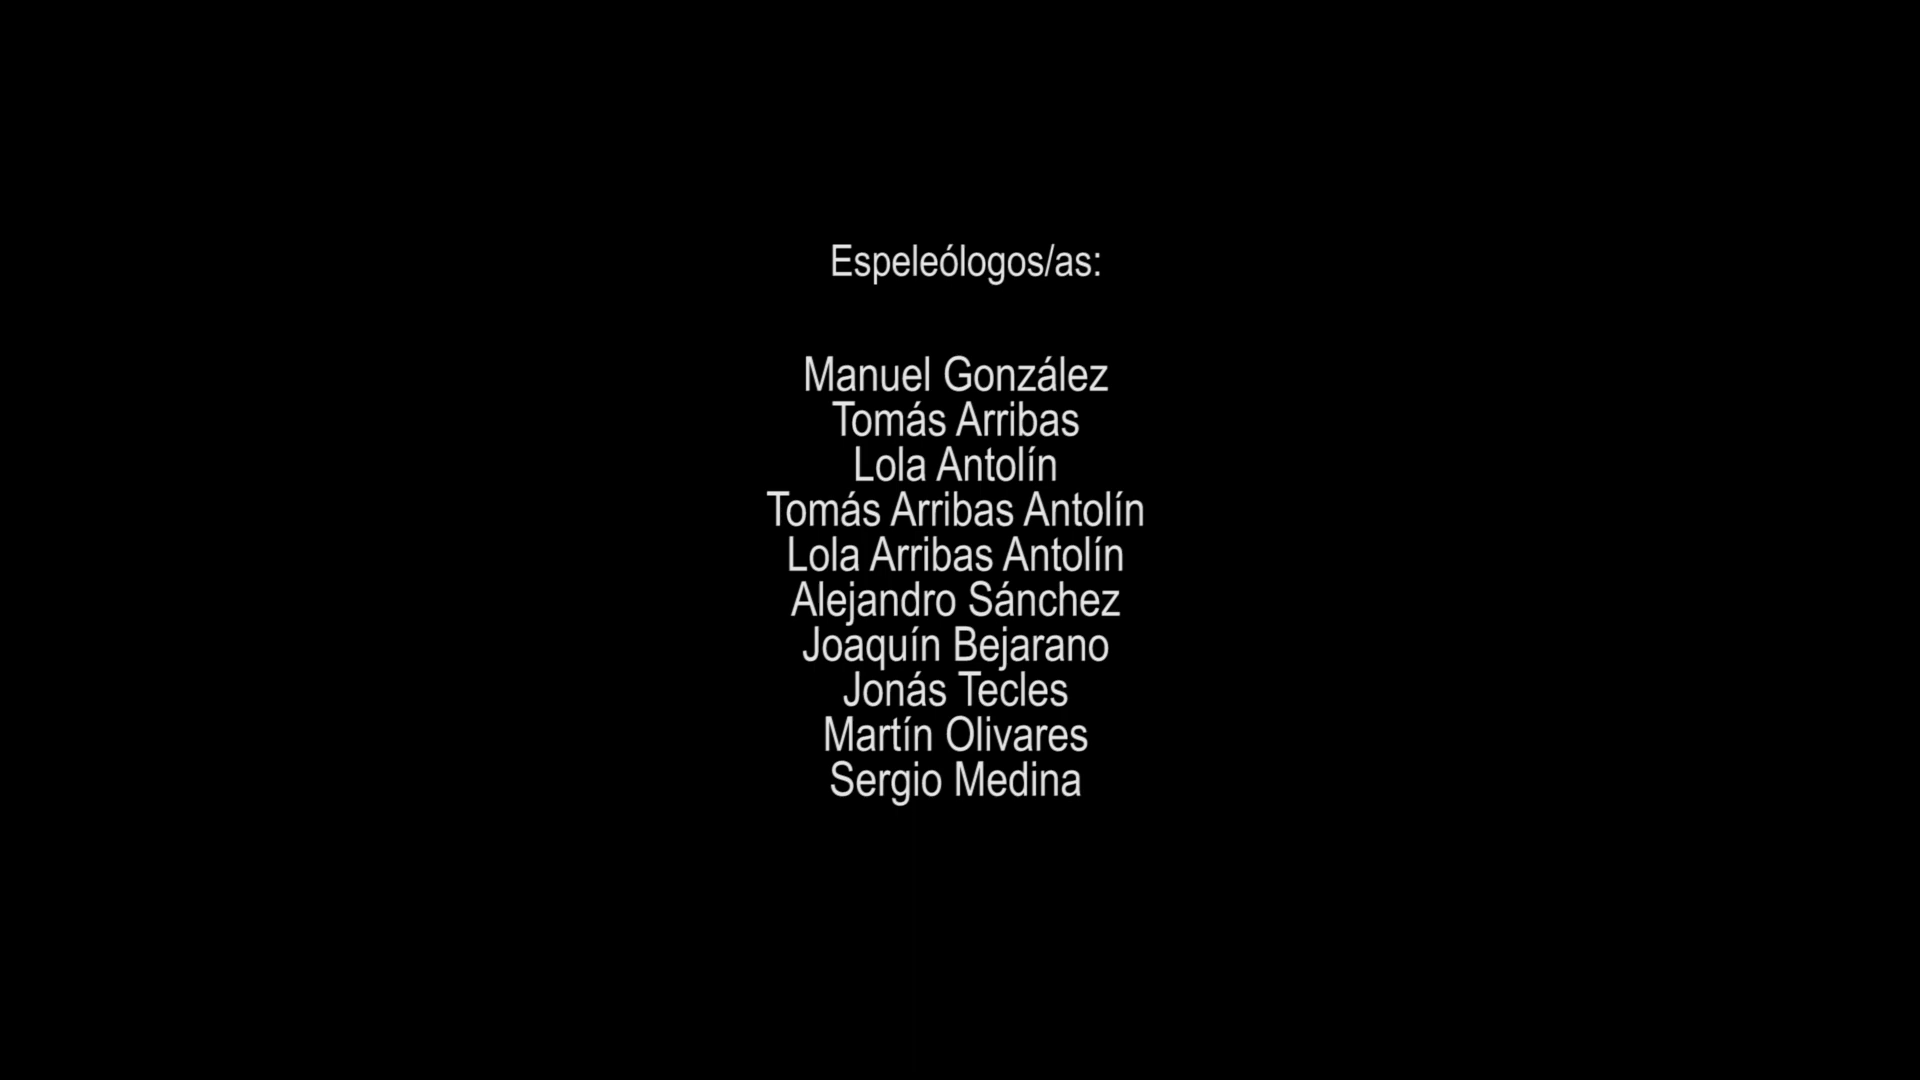 Espeleólogos/as:
Manuel González
Tomás Arribas
Lola Antolín
Tomás Arribas Antolín
Lola Arribas Antolín
Alejandro Sánchez
Joaquín Bejarano
Jonás Tecles
Martín Olivares
Sergio Medina